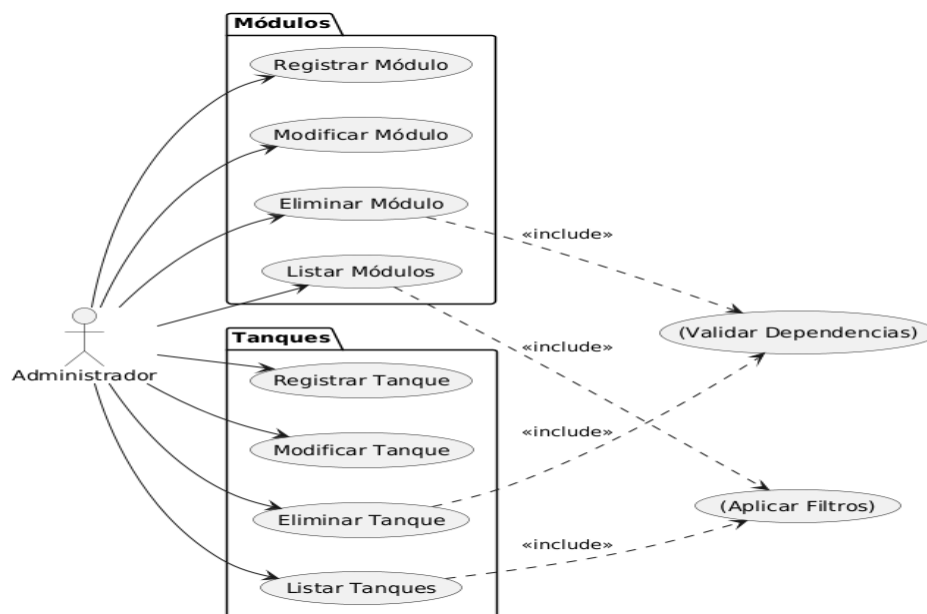 Módulos
Registrar Módulo
Modificar Módulo
Eliminar Módulo
«include»
Listar Módulos
(Validar Dependencias)
Tanques
«include»
Administrador
Registrar Tanque
«include»
Modificar Tanque
(Aplicar Filtros)
Eliminar Tanque
«include»
Listar Tanques